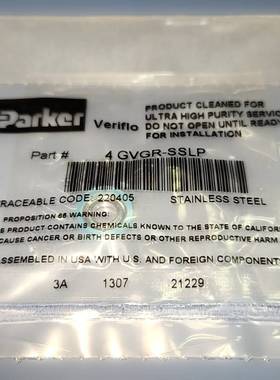 Parker Veriflo
PRODUCT CLEANED FOR
ULTRA HIGH PURITY SERVIC
DO NOT OPEN UNTIL READY
FOR INSTALLATION
Part # 4 GVGR-SSLP
RACEABLE CODE: 220405 STAINLESS STEEL
PROPOSITION 65 WARNING:
S PRODUCT CONTAINS CHEMICALS KNOWN TO THE STATE OF CALIFOR
CAUSE CANCER OR BIRTH DEFECTS OR OTHER REPRODUCTIVE HARM
SSEMBLED IN USA WITH U.S. AND FOREIGN COMPONENTS
3A 1307 21229